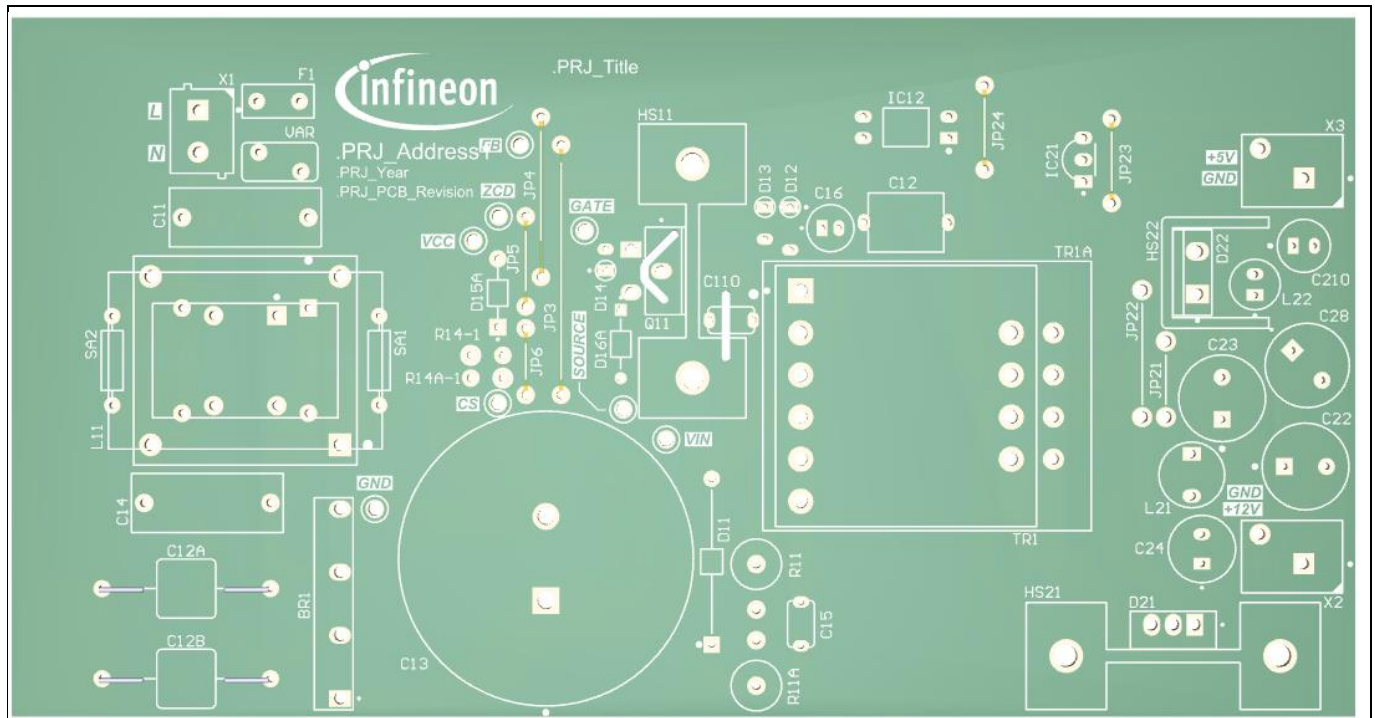 X1
F1
L
N
VAR
infineon
.PRJ_Title
.PRJ_Address1
.PRJ_Year
.PRJ_PCB_Revision
FB
ZCD
VCC
GATE
JP4
JP5
JP3
JP6
D15A
R14-1
R14A-1
CS
SOURCE
VIN
HS11
D14
D16A
Q11
C110
D13
D12
C16
C12
IC12
JP24
IC21
JP23
X3
+5V
GND
HS22
D22
L22
C210
TR1A
TR1
JP22
JP21
C23
C28
C22
L21
GND
+12V
C24
X2
HS21
D21
C11
SA2
SA1
L11
C14
GND
C12A
C12B
BR1
C13
D11
R11
C15
R11A